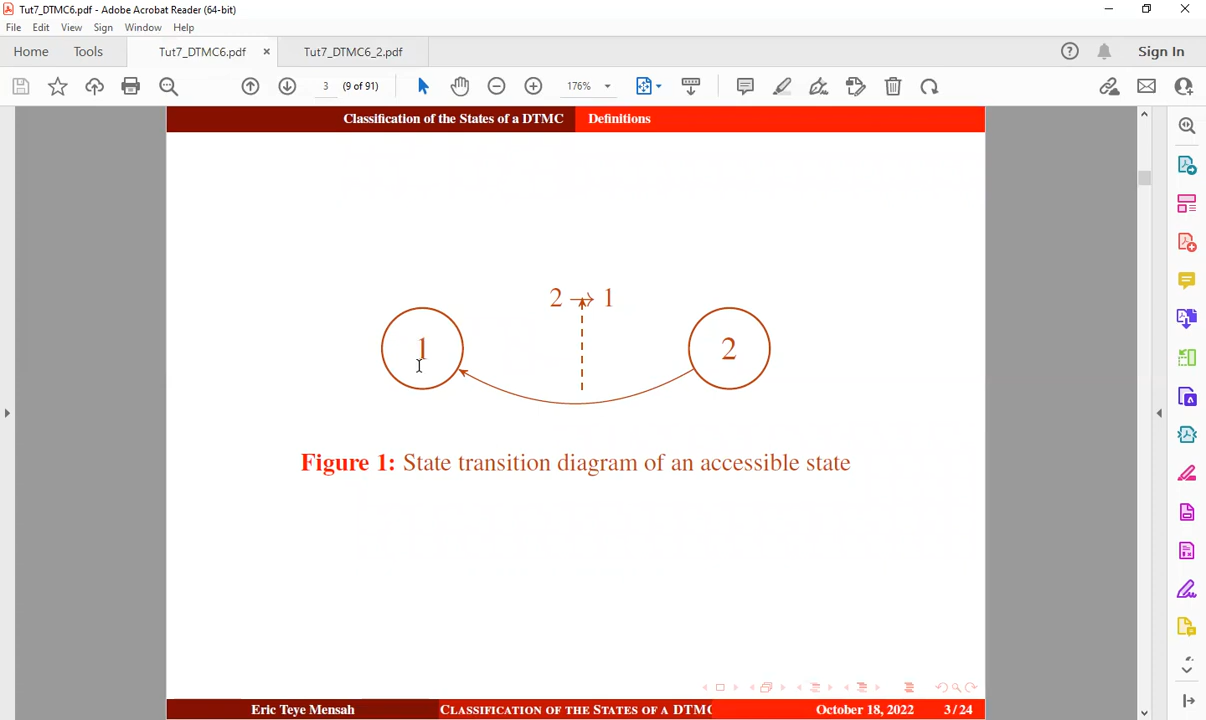 Tut7_DTMC6.pdf - Adobe Acrobat Reader (64-bit)
File Edit View Sign Window Help
Home Tools Tut7_DTMC6.pdf × Tut7_DTMC6_2.pdf Sign In
3 (9 of 91) 176%
Classification of the States of a DTMC Definitions
2 → 1
1 2
Figure 1: State transition diagram of an accessible state
Eric Teye Mensah CLASSIFICATION OF THE STATES OF A DTMC October 18, 2022 3 / 24